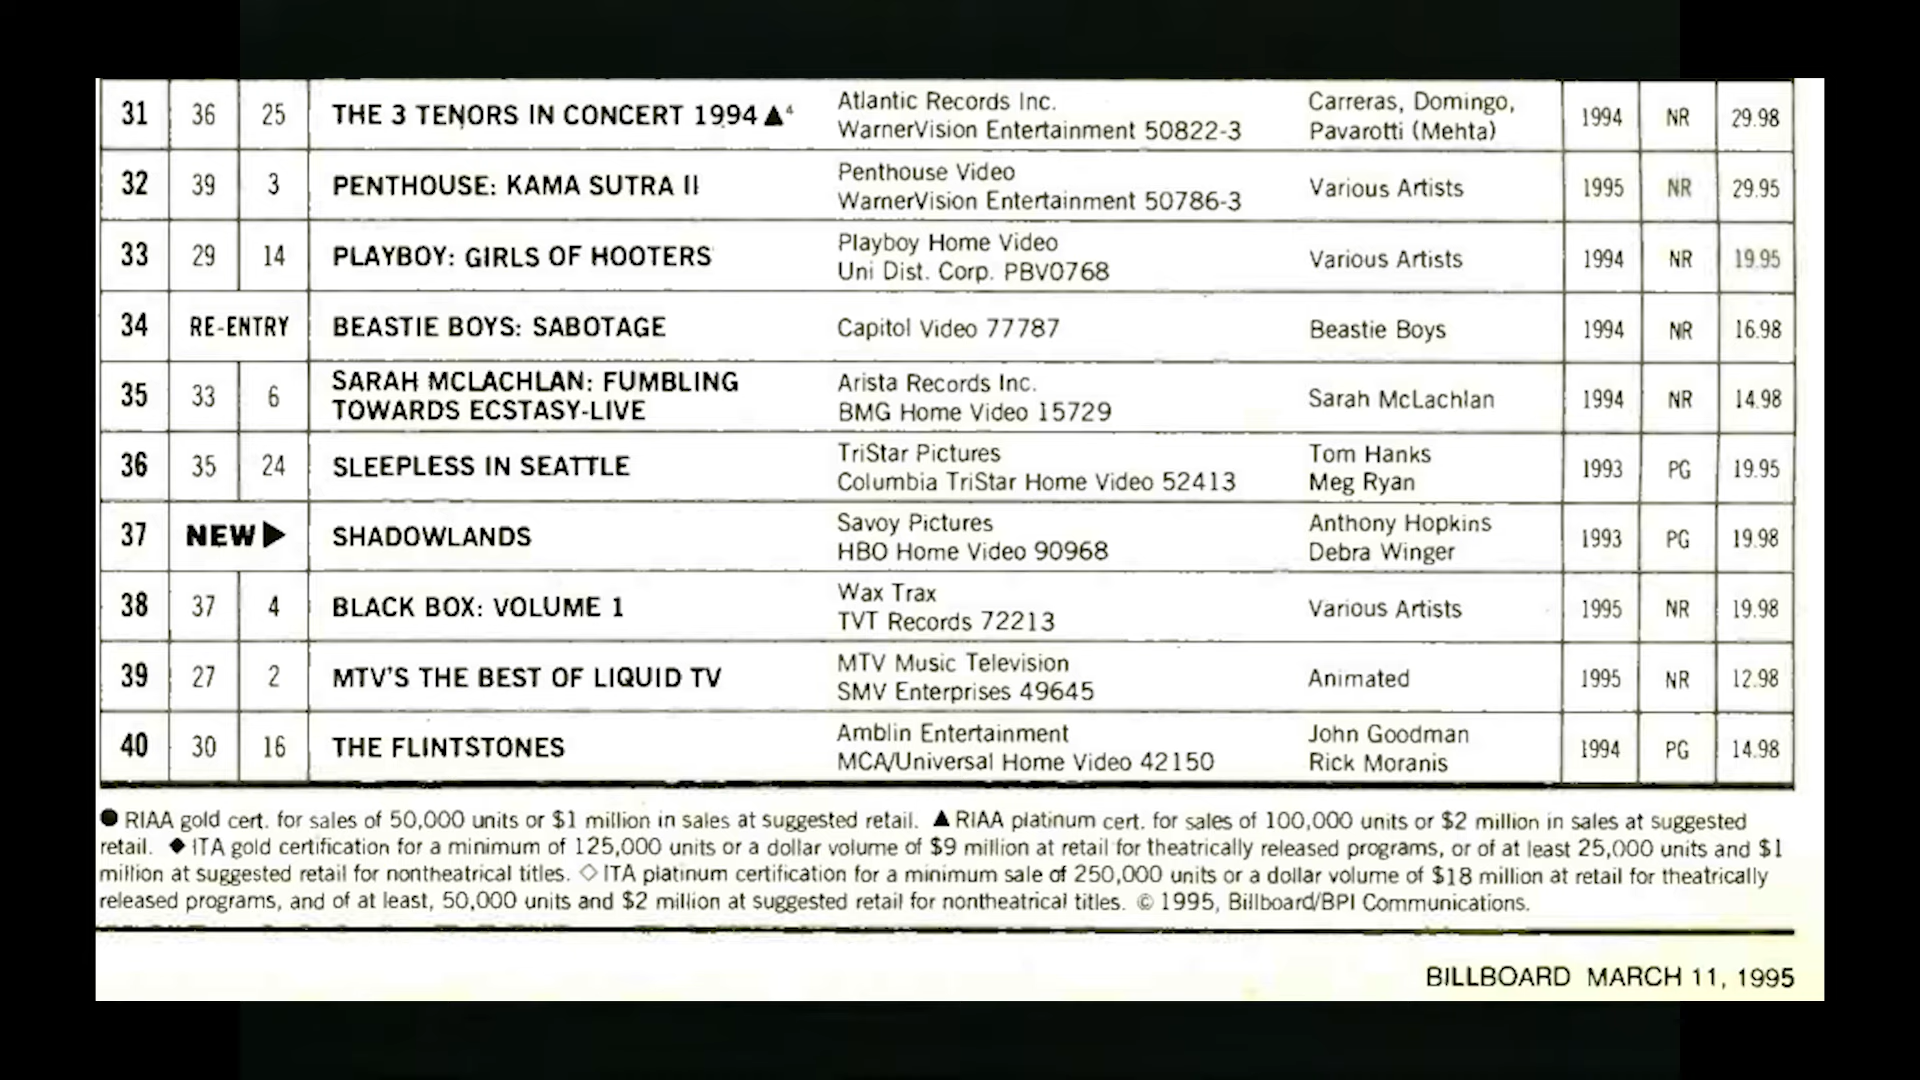 31 36 25 THE 3 TENORS IN CONCERT 1994 ▲4 Atlantic Records Inc. WarnerVision Entertainment 50822-3 Carreras, Domingo, Pavarotti (Mehta) 1994 NR 29.98
32 39 3 PENTHOUSE: KAMA SUTRA II Penthouse Video WarnerVision Entertainment 50786-3 Various Artists 1995 NR 29.95
33 29 14 PLAYBOY: GIRLS OF HOOTERS Playboy Home Video Uni Dist. Corp. PBV0768 Various Artists 1994 NR 19.95
34 RE-ENTRY BEASTIE BOYS: SABOTAGE Capitol Video 77787 Beastie Boys 1994 NR 16.98
35 33 6 SARAH MCLACHLAN: FUMBLING TOWARDS ECSTASY-LIVE Arista Records Inc. BMG Home Video 15729 Sarah McLachlan 1994 NR 14.98
36 35 24 SLEEPLESS IN SEATTLE TriStar Pictures Columbia TriStar Home Video 52413 Tom Hanks Meg Ryan 1993 PG 19.95
37 NEW▶ SHADOWLANDS Savoy Pictures HBO Home Video 90968 Anthony Hopkins Debra Winger 1993 PG 19.98
38 37 4 BLACK BOX: VOLUME 1 Wax Trax TVT Records 72213 Various Artists 1995 NR 19.98
39 27 2 MTV'S THE BEST OF LIQUID TV MTV Music Television SMV Enterprises 49645 Animated 1995 NR 12.98
40 30 16 THE FLINTSTONES Amblin Entertainment MCA/Universal Home Video 42150 John Goodman Rick Moranis 1994 PG 14.98
● RIAA gold cert. for sales of 50,000 units or $1 million in sales at suggested retail. ▲ RIAA platinum cert. for sales of 100,000 units or $2 million in sales at suggested
retail. ◆ ITA gold certification for a minimum of 125,000 units or a dollar volume of $9 million at retail for theatrically released programs, or of at least 25,000 units and $1
million at suggested retail for nontheatrical titles. ◇ ITA platinum certification for a minimum sale of 250,000 units or a dollar volume of $18 million at retail for theatrically
released programs, and of at least, 50,000 units and $2 million at suggested retail for nontheatrical titles. © 1995, Billboard/BPI Communications.
BILLBOARD MARCH 11, 1995